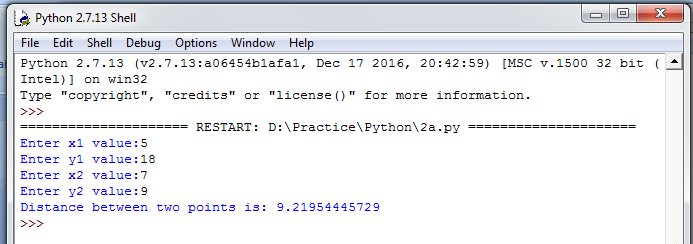 Python 2.7.13 Shell
File Edit Shell Debug Options Window Help
Python 2.7.13 (v2.7.13:a06454b1afa1, Dec 17 2016, 20:42:59) [MSC v.1500 32 bit (
Intel)] on win32
Type "copyright", "credits" or "license()" for more information.
>>>
===================== RESTART: D:\Practice\Python\2a.py =====================
Enter x1 value:5
Enter y1 value:18
Enter x2 value:7
Enter y2 value:9
Distance between two points is: 9.21954445729
>>>